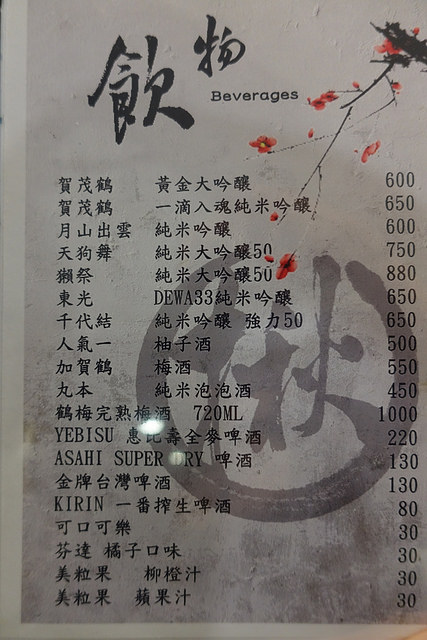 飲物
Beverages
賀茂鶴 黃金大吟釀 600
賀茂鶴 一滴入魂純米吟釀 650
月山出雲 純米吟釀 600
天狗舞 純米大吟釀50 750
獺祭 純米大吟釀50 880
東光 DEWA33純米吟釀 650
千代結 純米吟釀 強力50 650
人氣一 柚子酒 500
加賀鶴 梅酒 550
丸本 純米泡泡酒 450
鶴梅完熟梅酒 720ML 1000
YEBISU 惠比壽全麥啤酒 220
ASAHI SUPER DRY 啤酒 130
金牌台灣啤酒 130
KIRIN 一番搾生啤酒 80
可口可樂 30
芬達 橘子口味 30
美粒果 柳橙汁 30
美粒果 蘋果汁 30